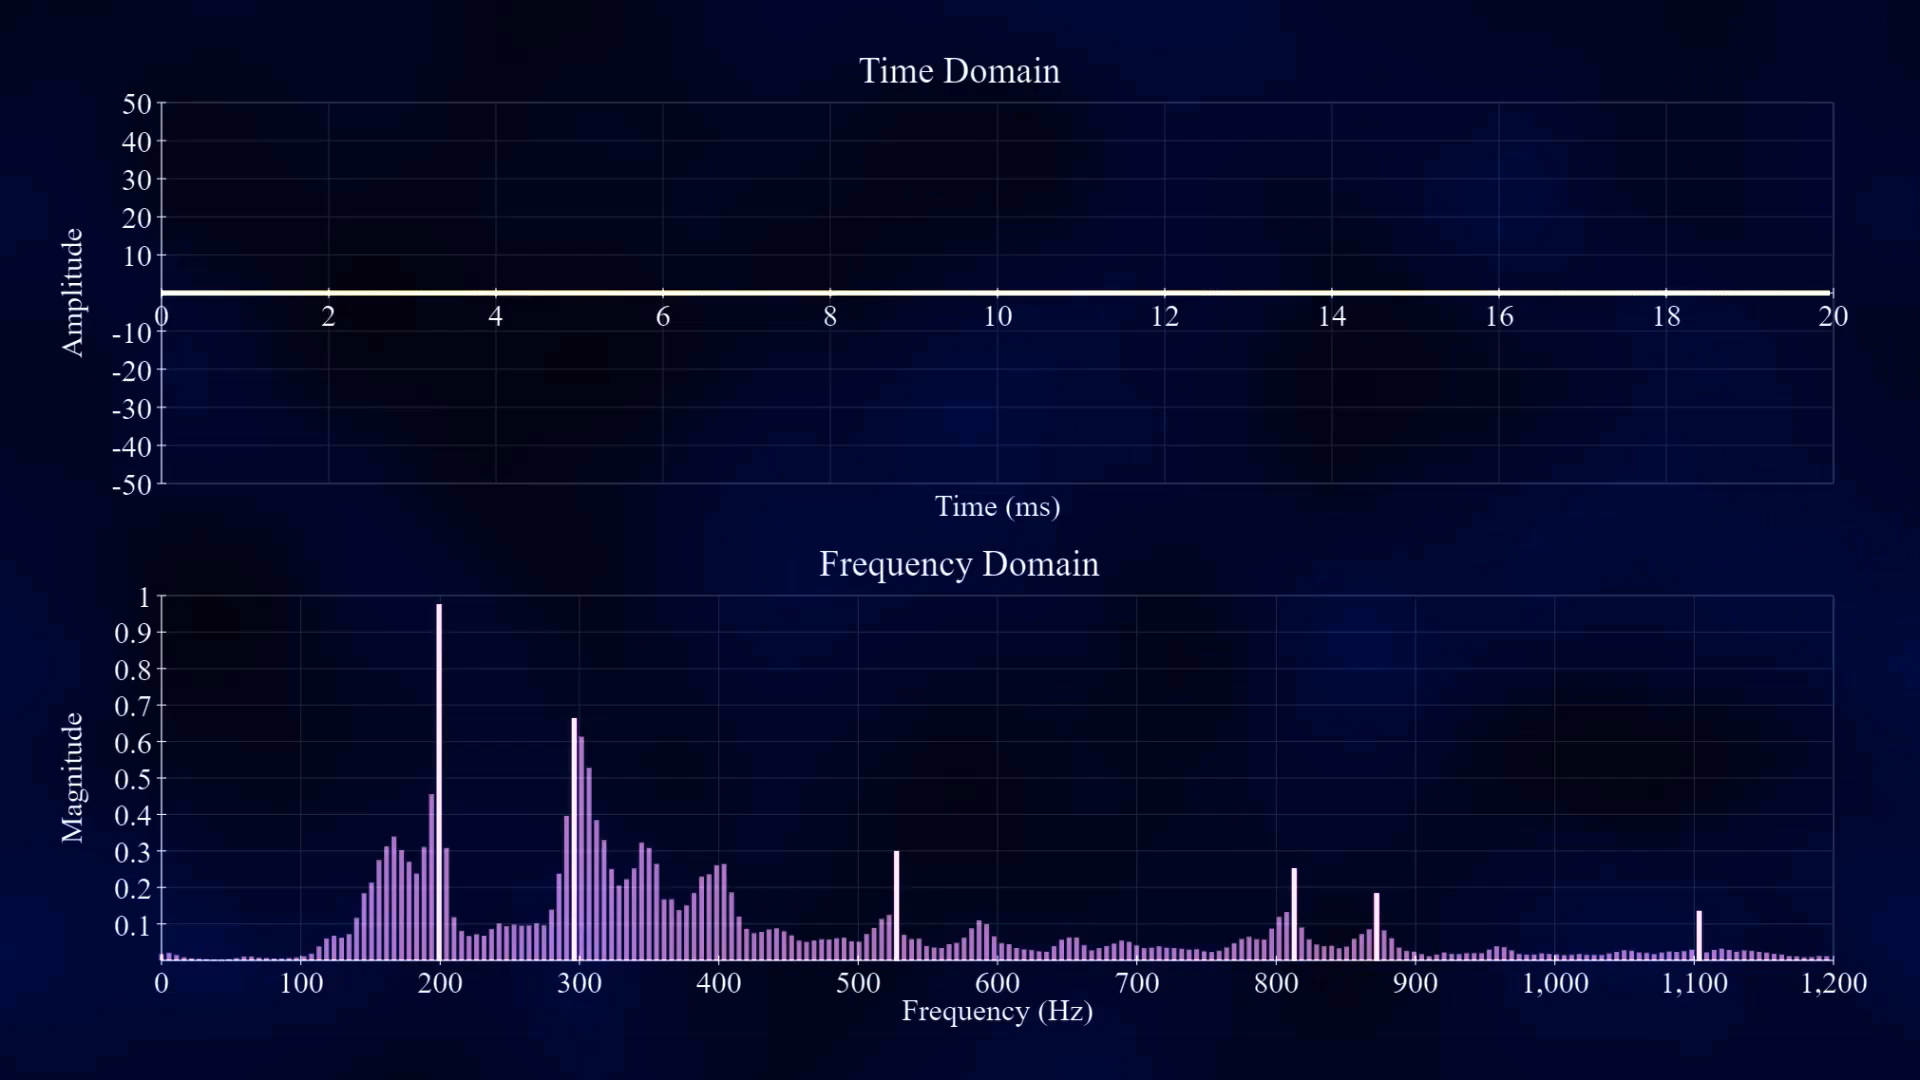 Time Domain
50
40
30
20
10
-10
-20
-30
-40
-50
Amplitude
0 2 4 6 8 10 12 14 16 18 20
Time (ms)
Frequency Domain
1
0.9
0.8
0.7
0.6
0.5
0.4
0.3
0.2
0.1
Magnitude
0 100 200 300 400 500 600 700 800 900 1,000 1,100 1,200
Frequency (Hz)